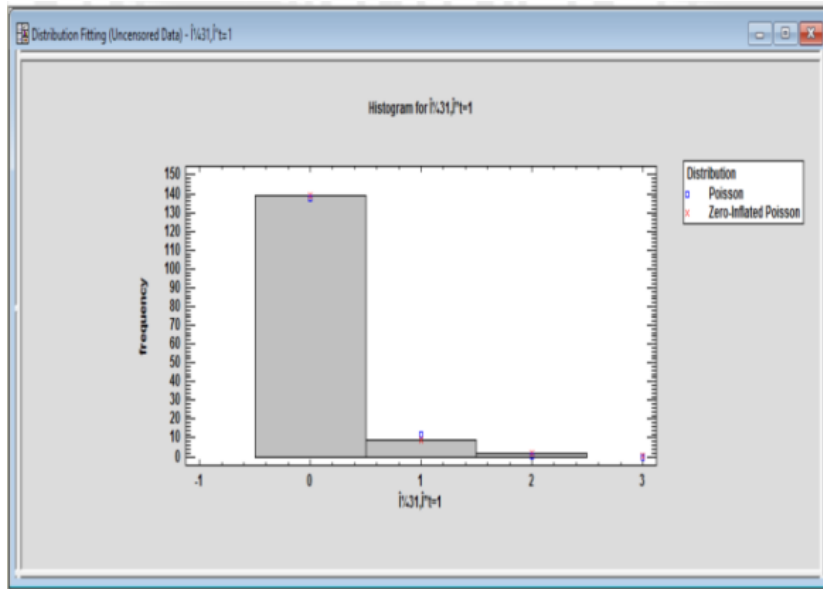 Distribution Fitting (Uncensored Data) - Î¼31,Î"t=1
Histogram for Î¼31,Î"t=1
Distribution
Poisson
Zero-Inflated Poisson
150
140
130
120
110
100
90
80
70
60
50
40
30
20
10
0
frequency
-1 0 1 2 3
Î¼31,Î"t=1